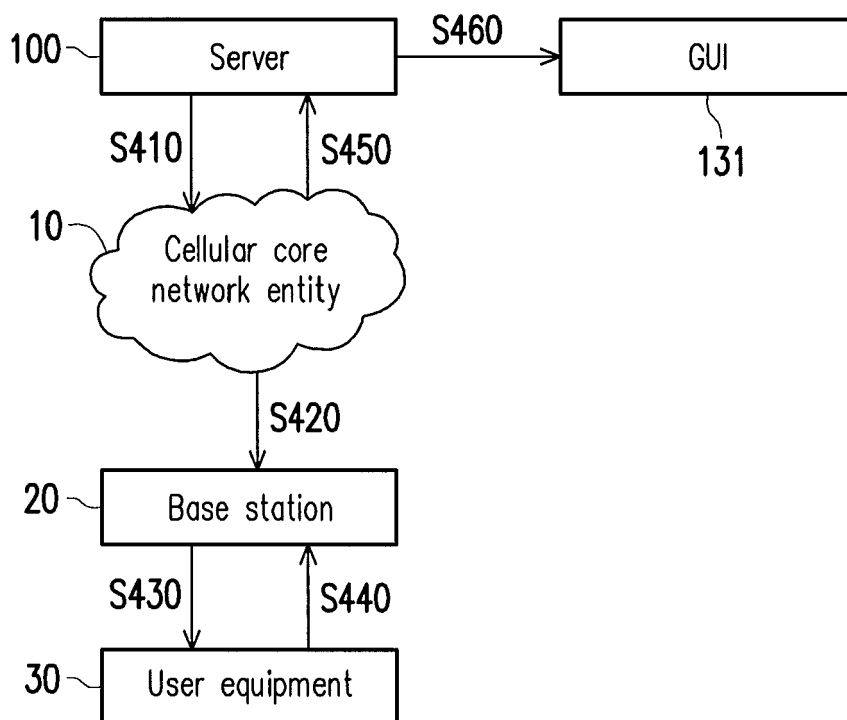 100
Server
S460
GUI
131
S410
S450
10
Cellular core
network entity
S420
20
Base station
S430
S440
30
User equipment